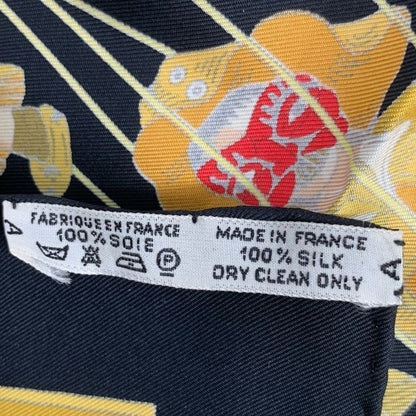 FABRIQUE EN FRANCE
100% SOIE
P
MADE IN FRANCE
100% SILK
DRY CLEAN ONLY
A
A